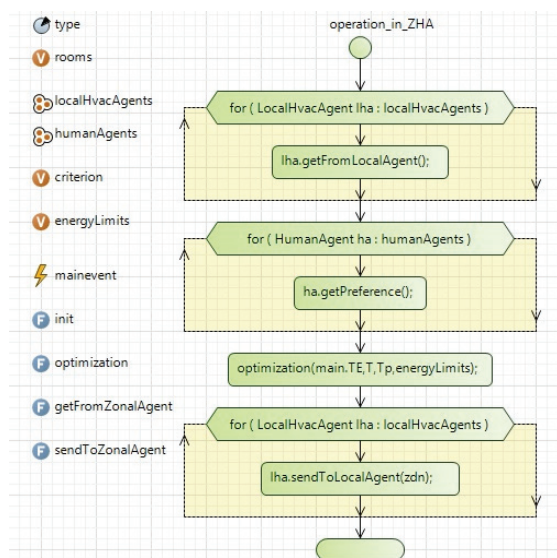 type
rooms
localHvacAgents
humanAgents
criterion
energyLimits
mainevent
init
optimization
getFromZonalAgent
sendToZonalAgent
operation_in_ZHA
for ( LocalHvacAgent lha : localHvacAgents )
lha.getFromLocalAgent();
for ( HumanAgent ha : humanAgents )
ha.getPreference();
optimization(main.TE,T,Tp,energyLimits);
for ( LocalHvacAgent lha : localHvacAgents )
lha.sendToLocalAgent(zdn);